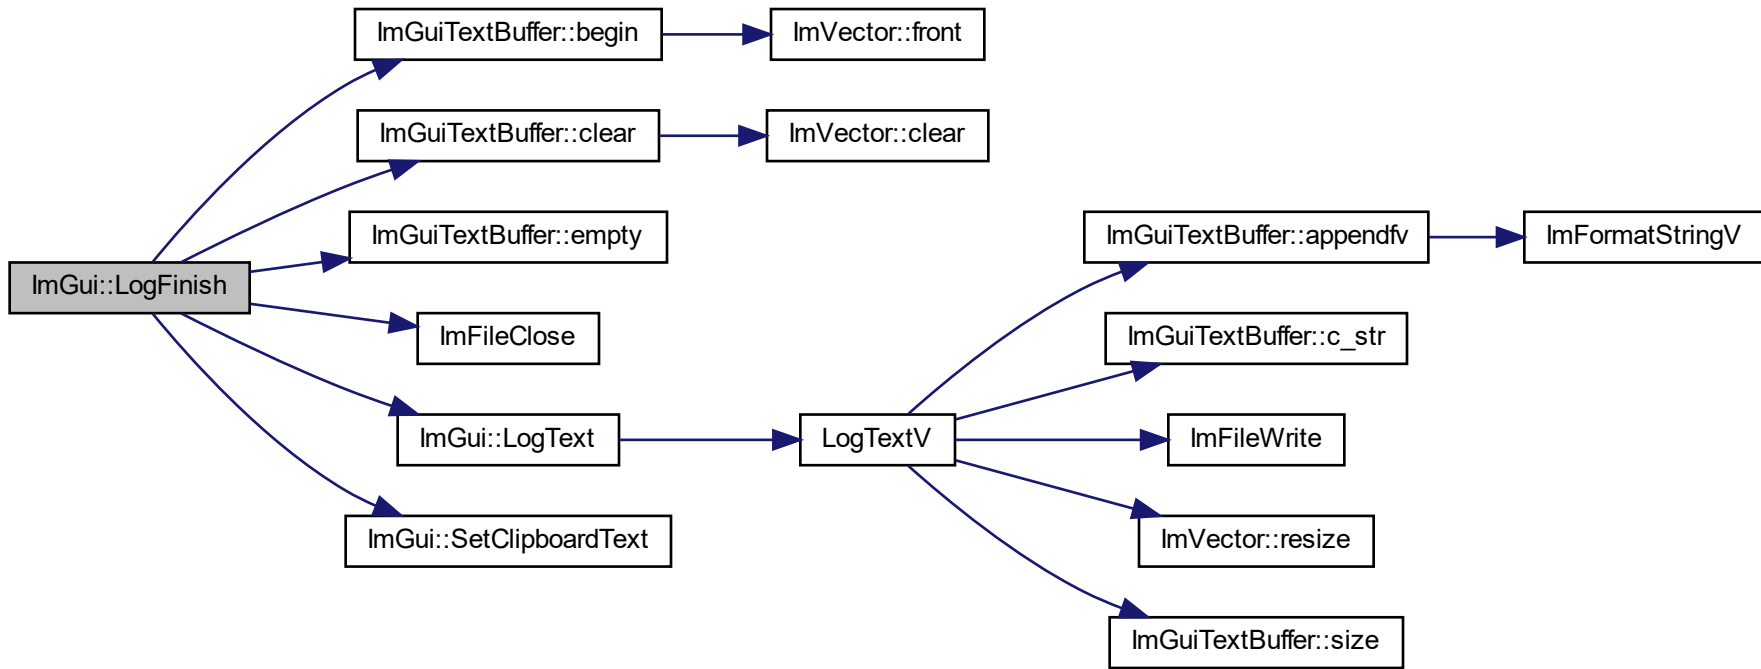 ImGuiTextBuffer::begin
ImVector::front
ImGuiTextBuffer::clear
ImVector::clear
ImGuiTextBuffer::empty
ImGuiTextBuffer::appendfv
ImFormatStringV
ImGui::LogFinish
ImFileClose
ImGuiTextBuffer::c_str
ImGui::LogText
LogTextV
ImFileWrite
ImGui::SetClipboardText
ImVector::resize
ImGuiTextBuffer::size